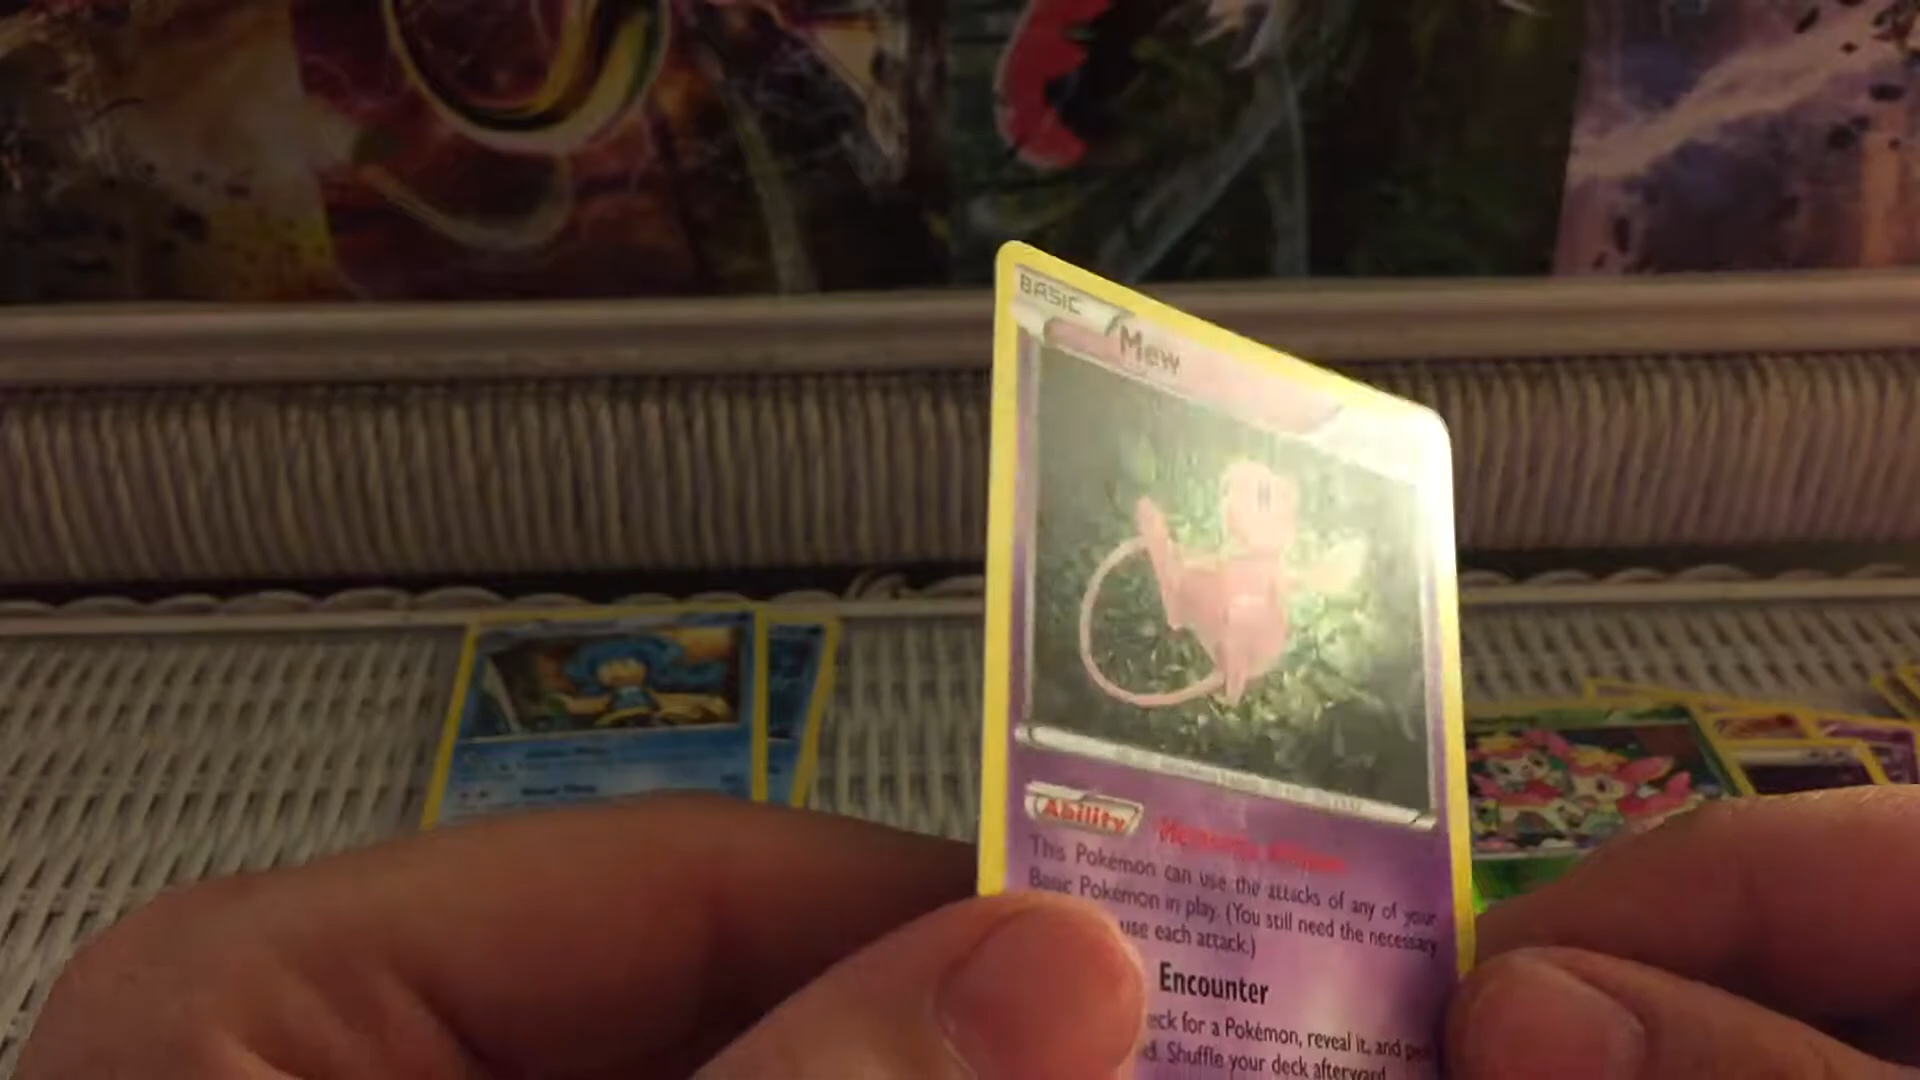 BASIC
Mew
Ability
This Pokémon can use the attacks of any of your
Basic Pokémon in play. (You still need the necessary
use each attack.)
Encounter
eck for a Pokémon, reveal it, and
d. Shuffle your deck afterward.